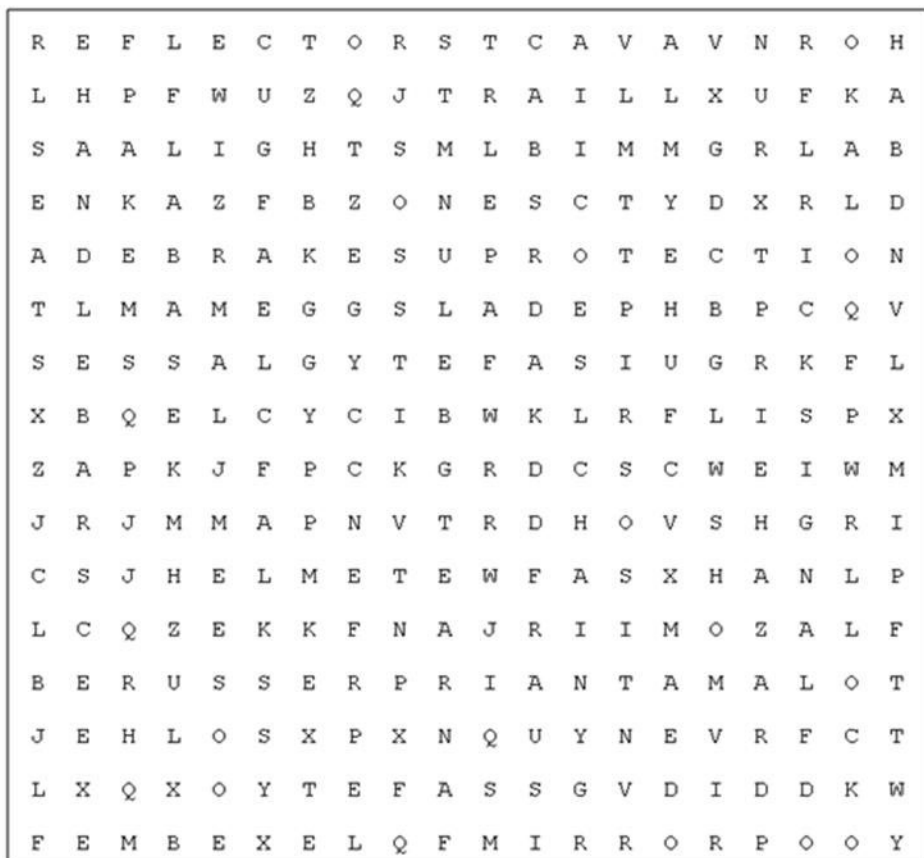 R E F L E C T O R S T C A V A V N R O H
L H P F W U Z Q J T R A I L L X U F K A
S A A L I G H T S M L B I M M G R L A B
E N K A Z F B Z O N E S C T Y D X R L D
A D E B R A K E S U P R O T E C T I O N
T L M A M E G G S L A D E P H B P C Q V
S E S S A L G Y T E F A S I U G R K F L
X B Q E L C Y C I B W K L R F L I S P X
Z A P K J F P C K G R D C S C W E I W M
J R J M M A P N V T R D H O V S H G R I
C S J H E L M E T E W F A S X H A N L P
L C Q Z E K K F N A J R I I M O Z A L F
B E R U S S E R P R I A N T A M A L O T
J E H L O S X P X N Q U Y N E V R F C T
L X Q X O Y T E F A S S G V D I D D K W
F E M B E X E L Q F M I R R O R P O O Y